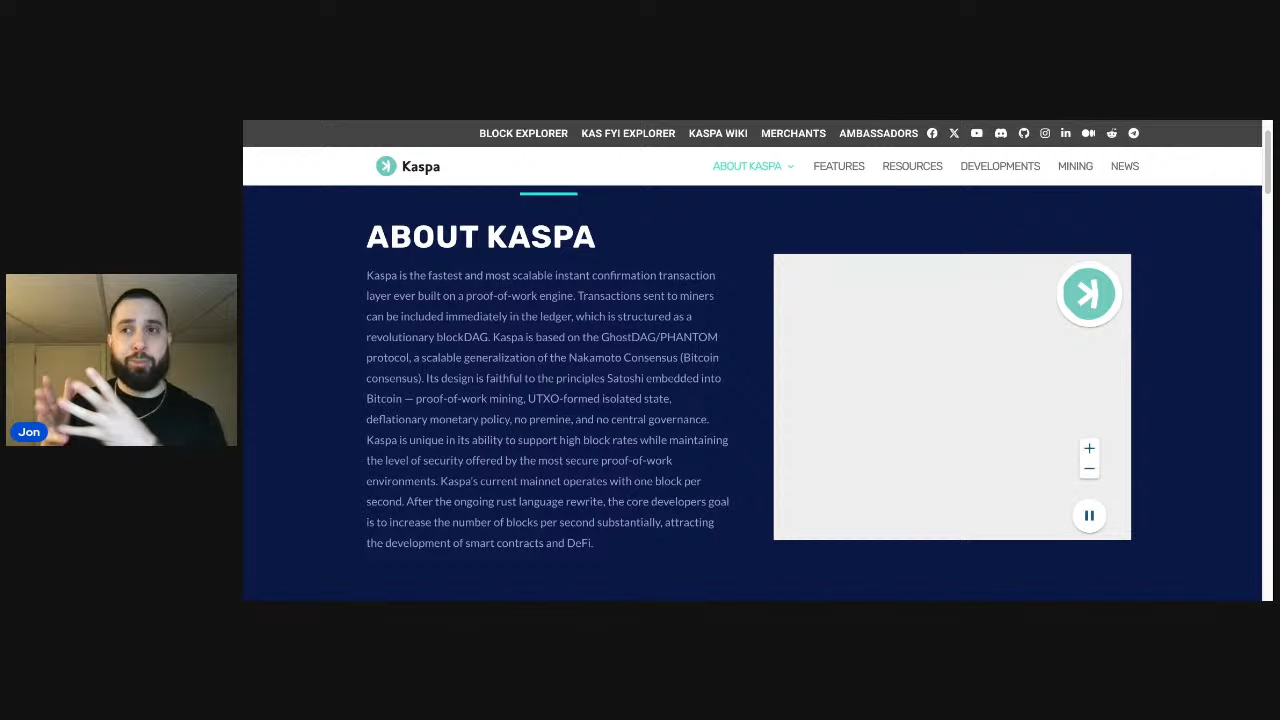 BLOCK EXPLORER KAS FYI EXPLORER KASPA WIKI MERCHANTS AMBASSADORS
Kaspa ABOUT KASPA FEATURES RESOURCES DEVELOPMENTS MINING NEWS
ABOUT KASPA
Kaspa is the fastest and most scalable instant confirmation transaction
layer ever built on a proof-of-work engine. Transactions sent to miners
can be included immediately in the ledger, which is structured as a
revolutionary blockDAG. Kaspa is based on the GhostDAG/PHANTOM
protocol, a scalable generalization of the Nakamoto Consensus (Bitcoin
consensus). Its design is faithful to the principles Satoshi embedded into
Bitcoin — proof-of-work mining, UTXO-formed isolated state,
deflationary monetary policy, no premine, and no central governance.
Kaspa is unique in its ability to support high block rates while maintaining
the level of security offered by the most secure proof-of-work
environments. Kaspa's current mainnet operates with one block per
second. After the ongoing rust language rewrite, the core developers goal
is to increase the number of blocks per second substantially, attracting
the development of smart contracts and DeFi.
Jon